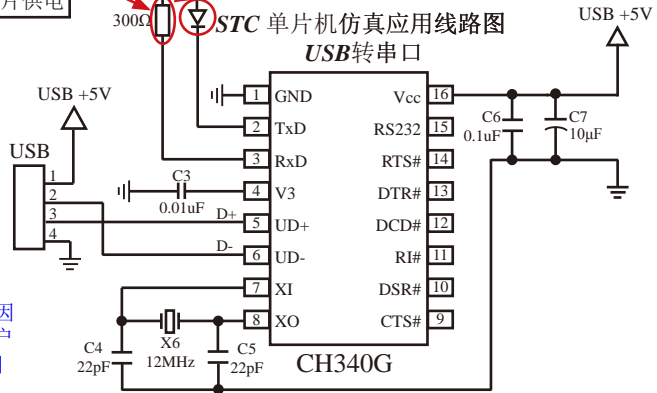 片供电
300Ω
STC 单片机仿真应用线路图
USB转串口
USB +5V
USB +5V
USB
1
2
3
4
C3
0.01uF
D+
D-
1 GND
2 TxD
3 RxD
4 V3
5 UD+
6 UD-
7 XI
8 XO
Vcc 16
RS232 15
RTS# 14
DTR# 13
DCD# 12
RI# 11
DSR# 10
CTS# 9
CH340G
C6
0.1uF
C7
10μF
C4
22pF
X6
12MHz
C5
22pF
因